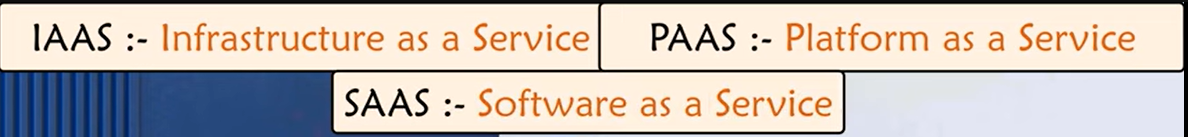 IAAS :- Infrastructure as a Service
PAAS :- Platform as a Service
SAAS :- Software as a Service